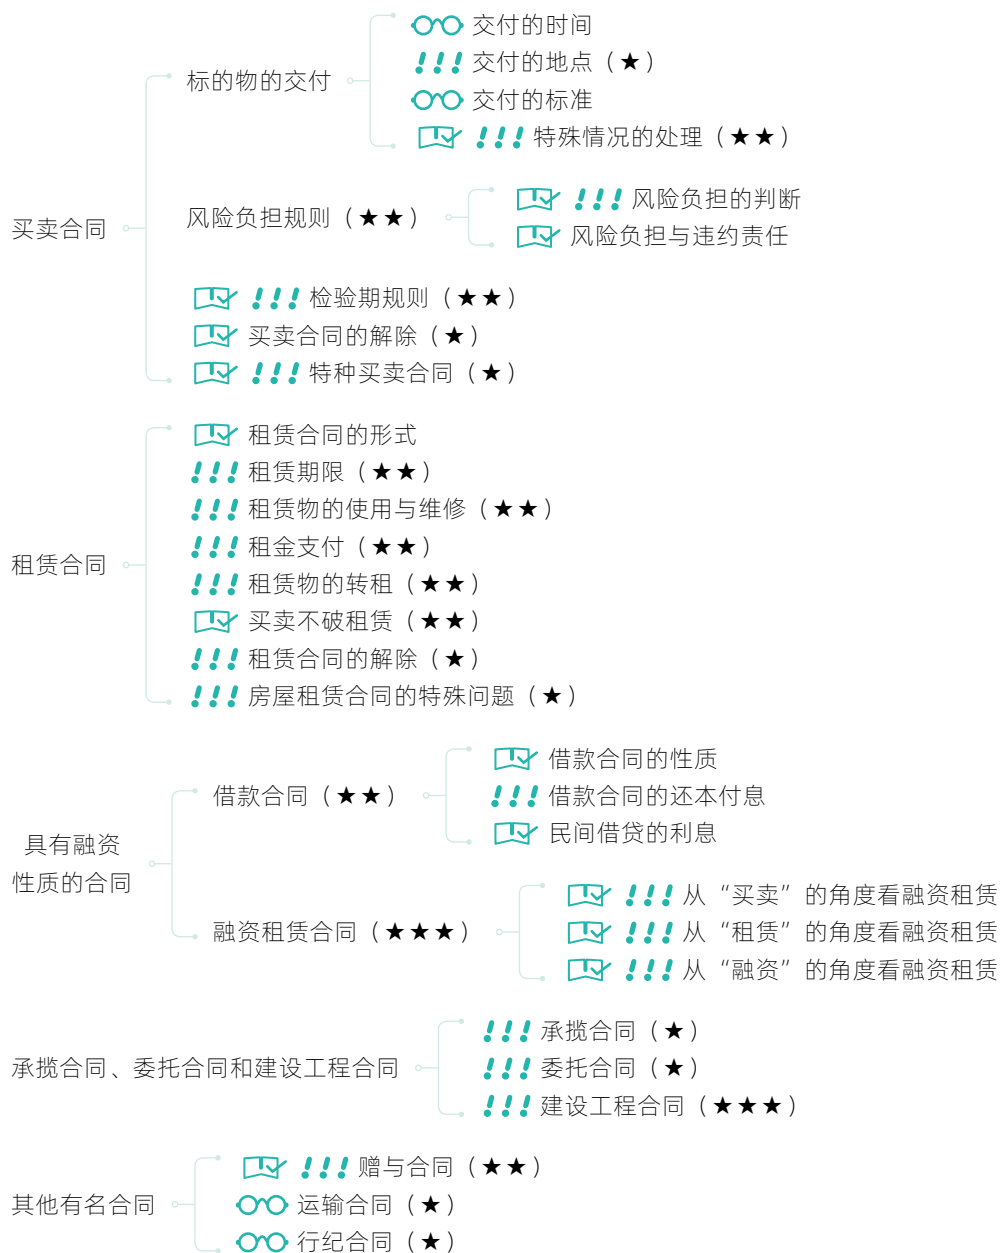 买卖合同
标的物的交付
交付的时间
!!! 交付的地点（★）
交付的标准
!!! 特殊情况的处理（★★）
风险负担规则（★★）
!!! 风险负担的判断
风险负担与违约责任
!!! 检验期规则（★★）
买卖合同的解除（★）
!!! 特种买卖合同（★）
租赁合同
租赁合同的形式
!!! 租赁期限（★★）
!!! 租赁物的使用与维修（★★）
!!! 租金支付（★★）
!!! 租赁物的转租（★★）
买卖不破租赁（★★）
!!! 租赁合同的解除（★）
!!! 房屋租赁合同的特殊问题（★）
具有融资
性质的合同
借款合同（★★）
借款合同的性质
!!! 借款合同的还本付息
民间借贷的利息
融资租赁合同（★★★）
!!! 从“买卖”的角度看融资租赁
!!! 从“租赁”的角度看融资租赁
!!! 从“融资”的角度看融资租赁
承揽合同、委托合同和建设工程合同
!!! 承揽合同（★）
!!! 委托合同（★）
!!! 建设工程合同（★★★）
其他有名合同
!!! 赠与合同（★★）
运输合同（★）
行纪合同（★）